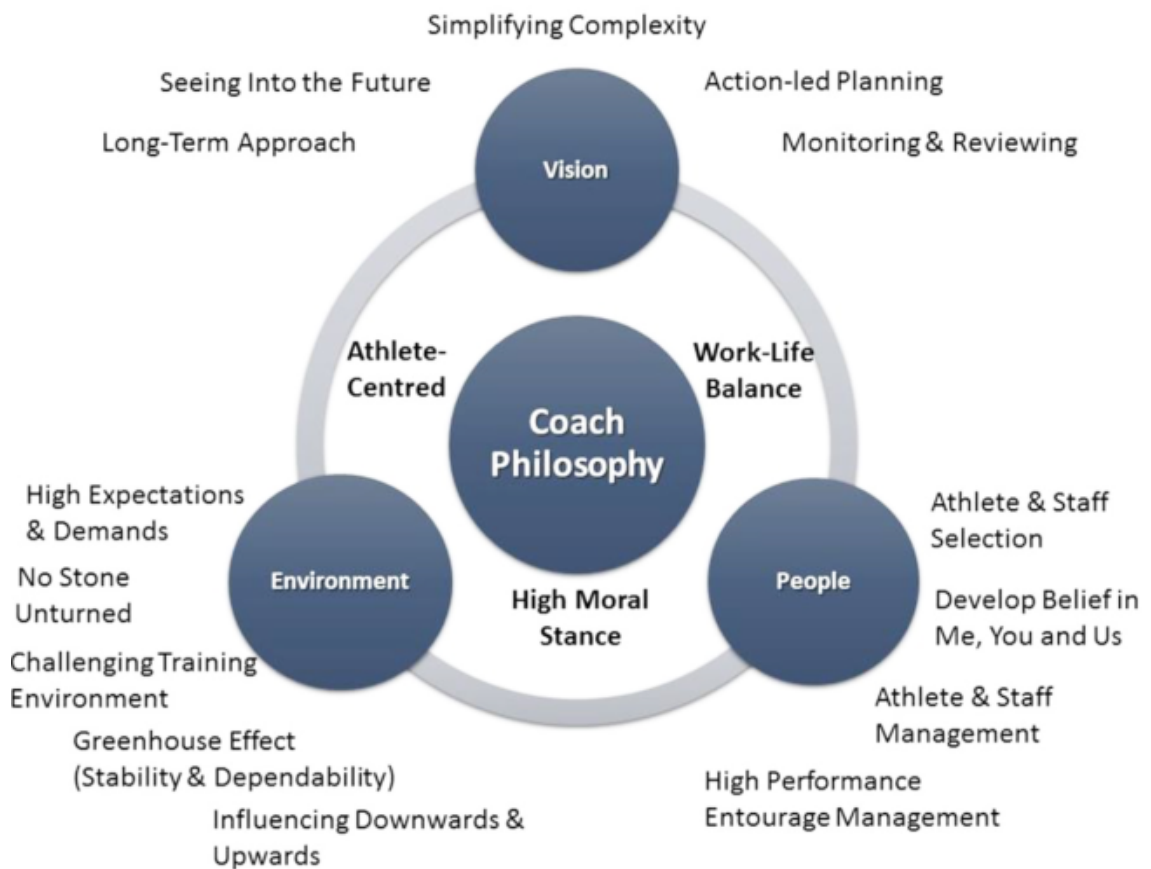 Simplifying Complexity
Seeing Into the Future
Action-led Planning
Long-Term Approach
Monitoring & Reviewing
Vision
Athlete-
Centred
Work-Life
Balance
Coach
Philosophy
High Moral
Stance
Environment
People
High Expectations
& Demands
No Stone
Unturned
Challenging Training
Environment
Greenhouse Effect
(Stability & Dependability)
Influencing Downwards &
Upwards
Athlete & Staff
Selection
Develop Belief in
Me, You and Us
Athlete & Staff
Management
High Performance
Entourage Management